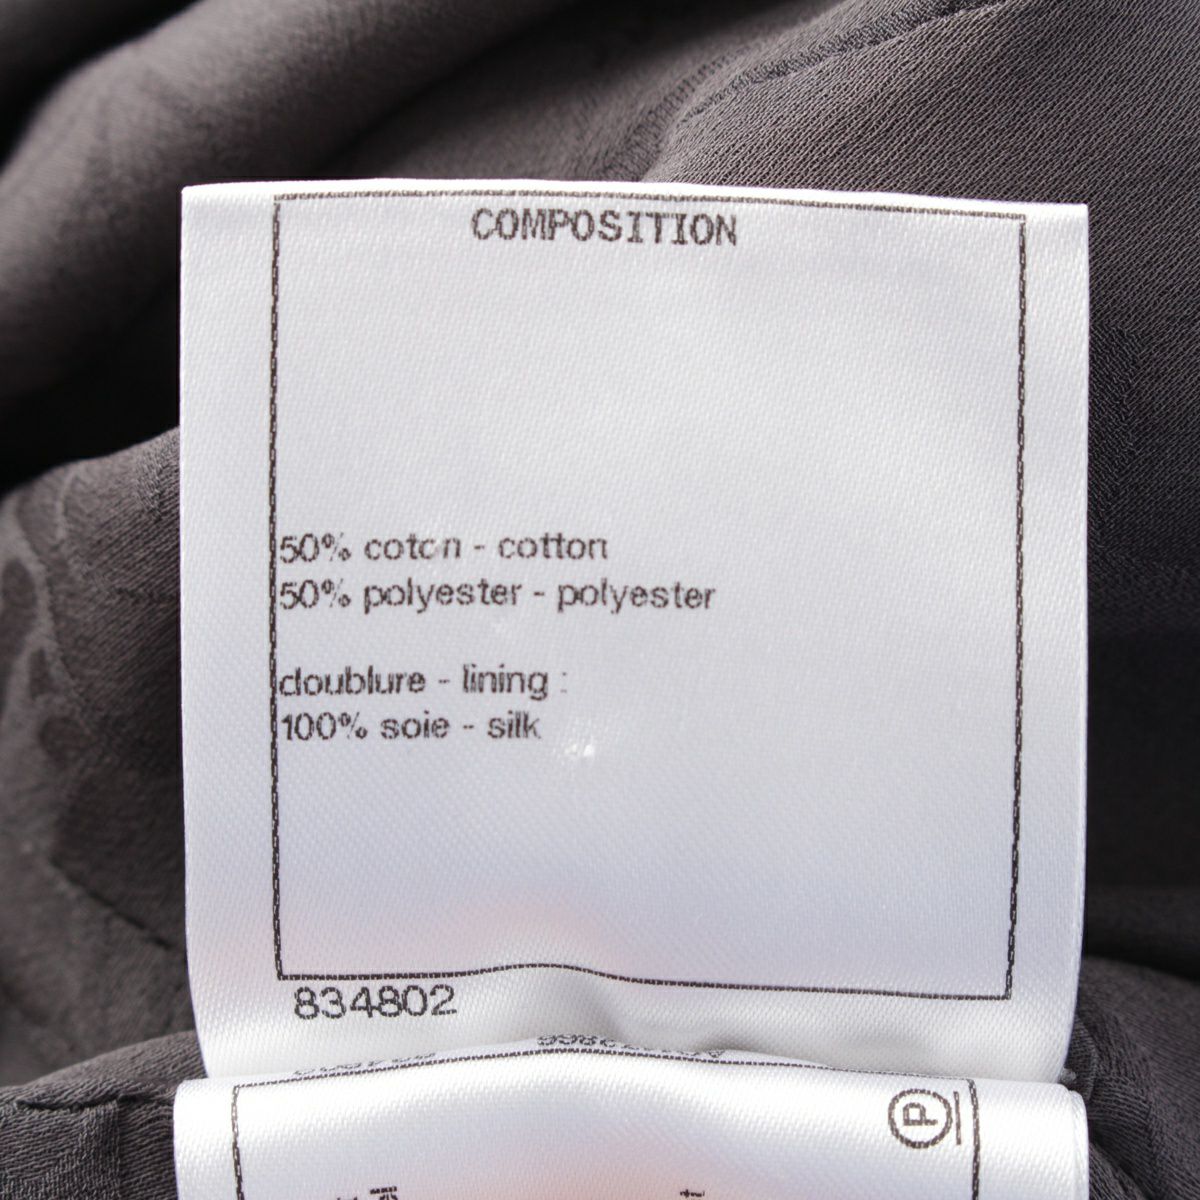 COMPOSITION
50% coton - cotton
50% polyester - polyester
doublure - lining :
100% soie - silk
834802
P